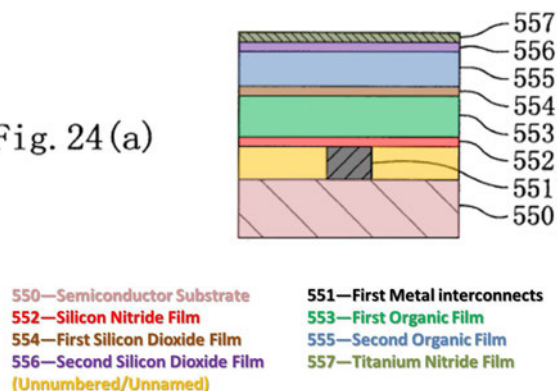 557
556
555
Fig. 24(a)
554
553
552
551
550
550—Semiconductor Substrate
551—First Metal interconnects
552—Silicon Nitride Film
553—First Organic Film
554—First Silicon Dioxide Film
555—Second Organic Film
556—Second Silicon Dioxide Film
557—Titanium Nitride Film
(Unnumbered/Unnamed)